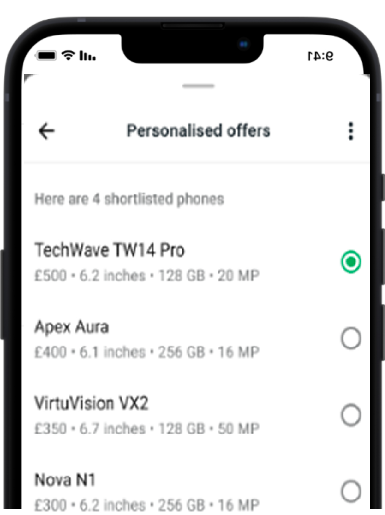 9:41
Personalised offers
Here are 4 shortlisted phones
TechWave TW14 Pro
£500 • 6.2 inches • 128 GB • 20 MP
Apex Aura
£400 • 6.1 inches • 256 GB • 16 MP
VirtuVision VX2
£350 • 6.7 inches • 128 GB • 50 MP
Nova N1
£300 • 6.2 inches • 256 GB • 16 MP